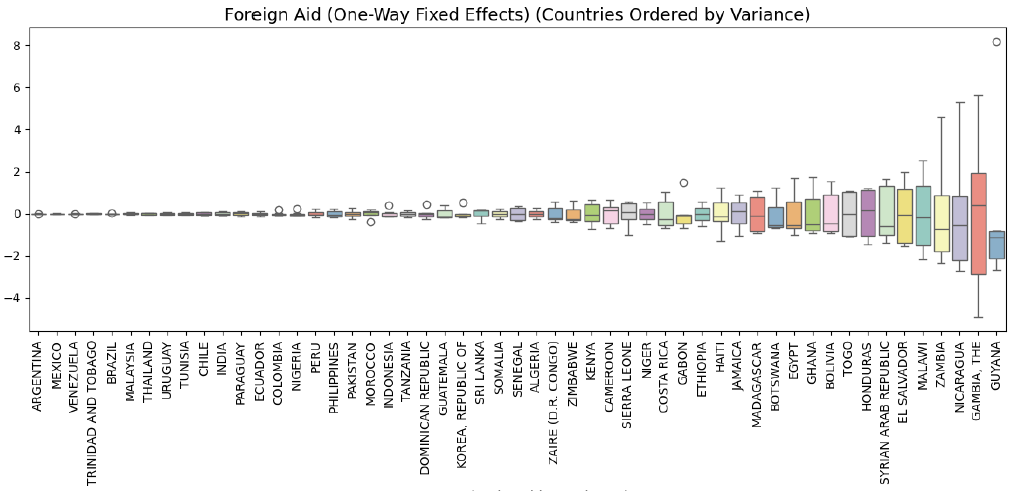 Foreign Aid (One-Way Fixed Effects) (Countries Ordered by Variance)
8
6
4
2
0
−2
−4
ARGENTINA
MEXICO
VENEZUELA
TRINIDAD AND TOBAGO
BRAZIL
MALAYSIA
THAILAND
URUGUAY
TUNISIA
CHILE
INDIA
PARAGUAY
ECUADOR
COLOMBIA
NIGERIA
PERU
PHILIPPINES
PAKISTAN
MOROCCO
INDONESIA
TANZANIA
DOMINICAN REPUBLIC
GUATEMALA
KOREA, REPUBLIC OF
SRI LANKA
SOMALIA
SENEGAL
ALGERIA
ZAIRE (D.R. CONGO)
ZIMBABWE
KENYA
CAMEROON
SIERRA LEONE
NIGER
COSTA RICA
GABON
ETHIOPIA
HAITI
JAMAICA
MADAGASCAR
BOTSWANA
EGYPT
GHANA
BOLIVIA
TOGO
HONDURAS
SYRIAN ARAB REPUBLIC
EL SALVADOR
MALAWI
ZAMBIA
NICARAGUA
GAMBIA, THE
GUYANA